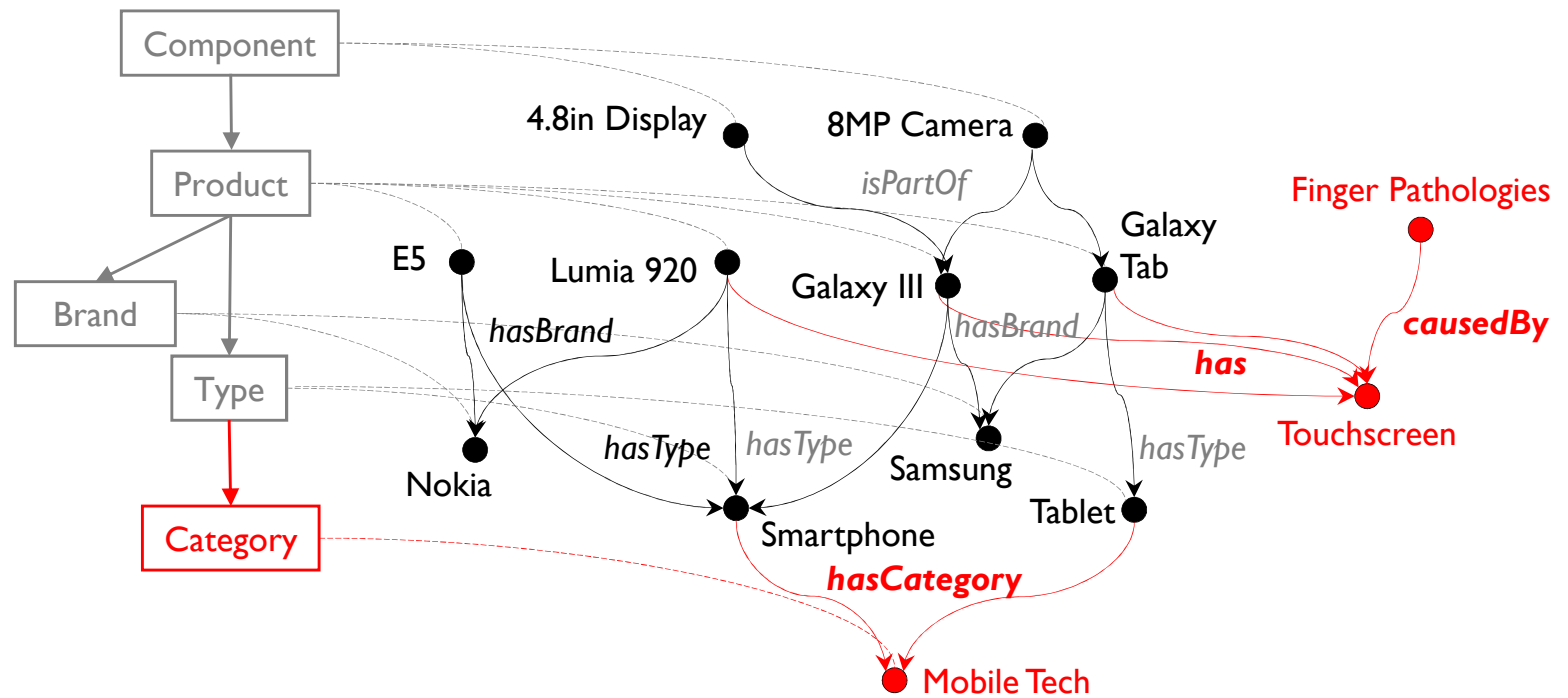 Component
4.8in Display
8MP Camera
Product
isPartOf
Finger Pathologies
Galaxy
Tab
E5
Lumia 920
Galaxy III
Brand
hasBrand
hasBrand
causedBy
has
Type
Touchscreen
hasType
hasType
hasType
Samsung
Nokia
Tablet
Smartphone
Category
hasCategory
Mobile Tech